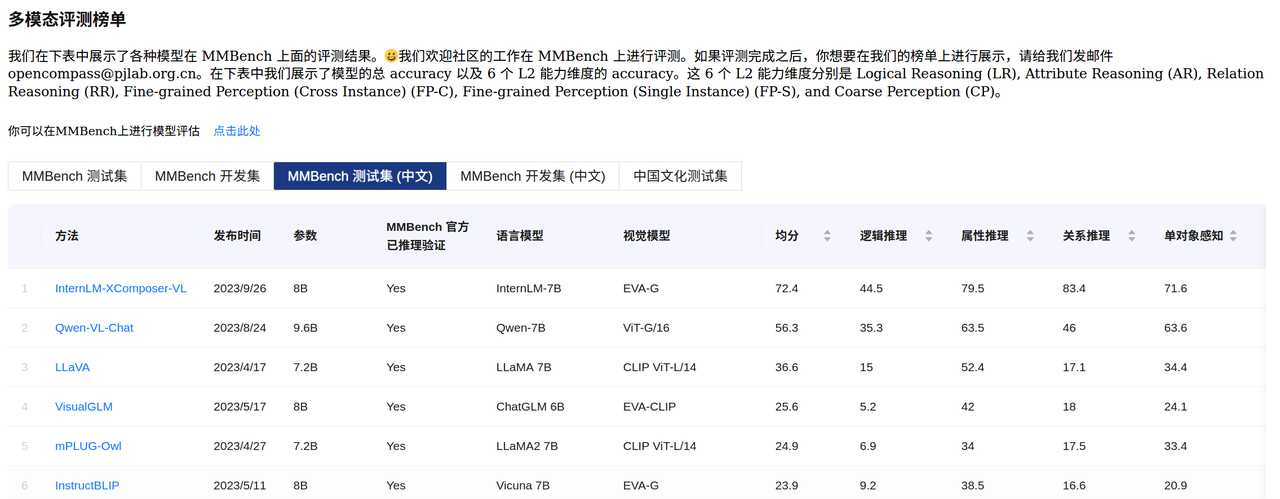 多模态评测榜单
我们在下表中展示了各种模型在 MMBench 上面的评测结果。😀我们欢迎社区的工作在 MMBench 上进行评测。如果评测完成之后，你想要在我们的榜单上进行展示，请给我们发邮件
opencompass@pjlab.org.cn。在下表中我们展示了模型的总 accuracy 以及 6 个 L2 能力维度的 accuracy。这 6 个 L2 能力维度分别是 Logical Reasoning (LR), Attribute Reasoning (AR), Relation
Reasoning (RR), Fine-grained Perception (Cross Instance) (FP-C), Fine-grained Perception (Single Instance) (FP-S), and Coarse Perception (CP)。
你可以在MMBench上进行模型评估 点击此处
MMBench 测试集 MMBench 开发集 MMBench 测试集 (中文) MMBench 开发集 (中文) 中国文化测试集
方法 发布时间 参数 MMBench 官方已推理验证 语言模型 视觉模型 均分 逻辑推理 属性推理 关系推理 单对象感知
1 InternLM-XComposer-VL 2023/9/26 8B Yes InternLM-7B EVA-G 72.4 44.5 79.5 83.4 71.6
2 Qwen-VL-Chat 2023/8/24 9.6B Yes Qwen-7B ViT-G/16 56.3 35.3 63.5 46 63.6
3 LLaVA 2023/4/17 7.2B Yes LLaMA 7B CLIP ViT-L/14 36.6 15 52.4 17.1 34.4
4 VisualGLM 2023/5/17 8B Yes ChatGLM 6B EVA-CLIP 25.6 5.2 42 18 24.1
5 mPLUG-Owl 2023/4/27 7.2B Yes LLaMA2 7B CLIP ViT-L/14 24.9 6.9 34 17.5 33.4
6 InstructBLIP 2023/5/11 8B Yes Vicuna 7B EVA-G 23.9 9.2 38.5 16.6 20.9